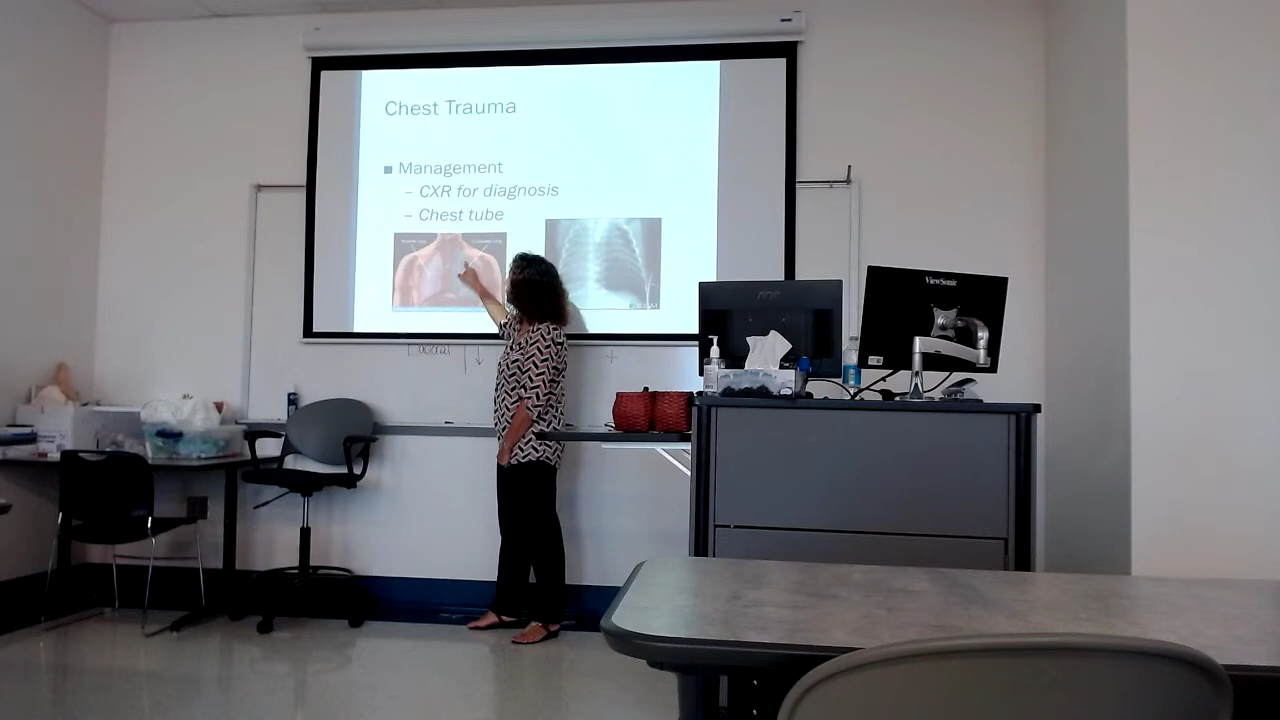 Chest Trauma
■ Management
– CXR for diagnosis
– Chest tube
ViewSonic